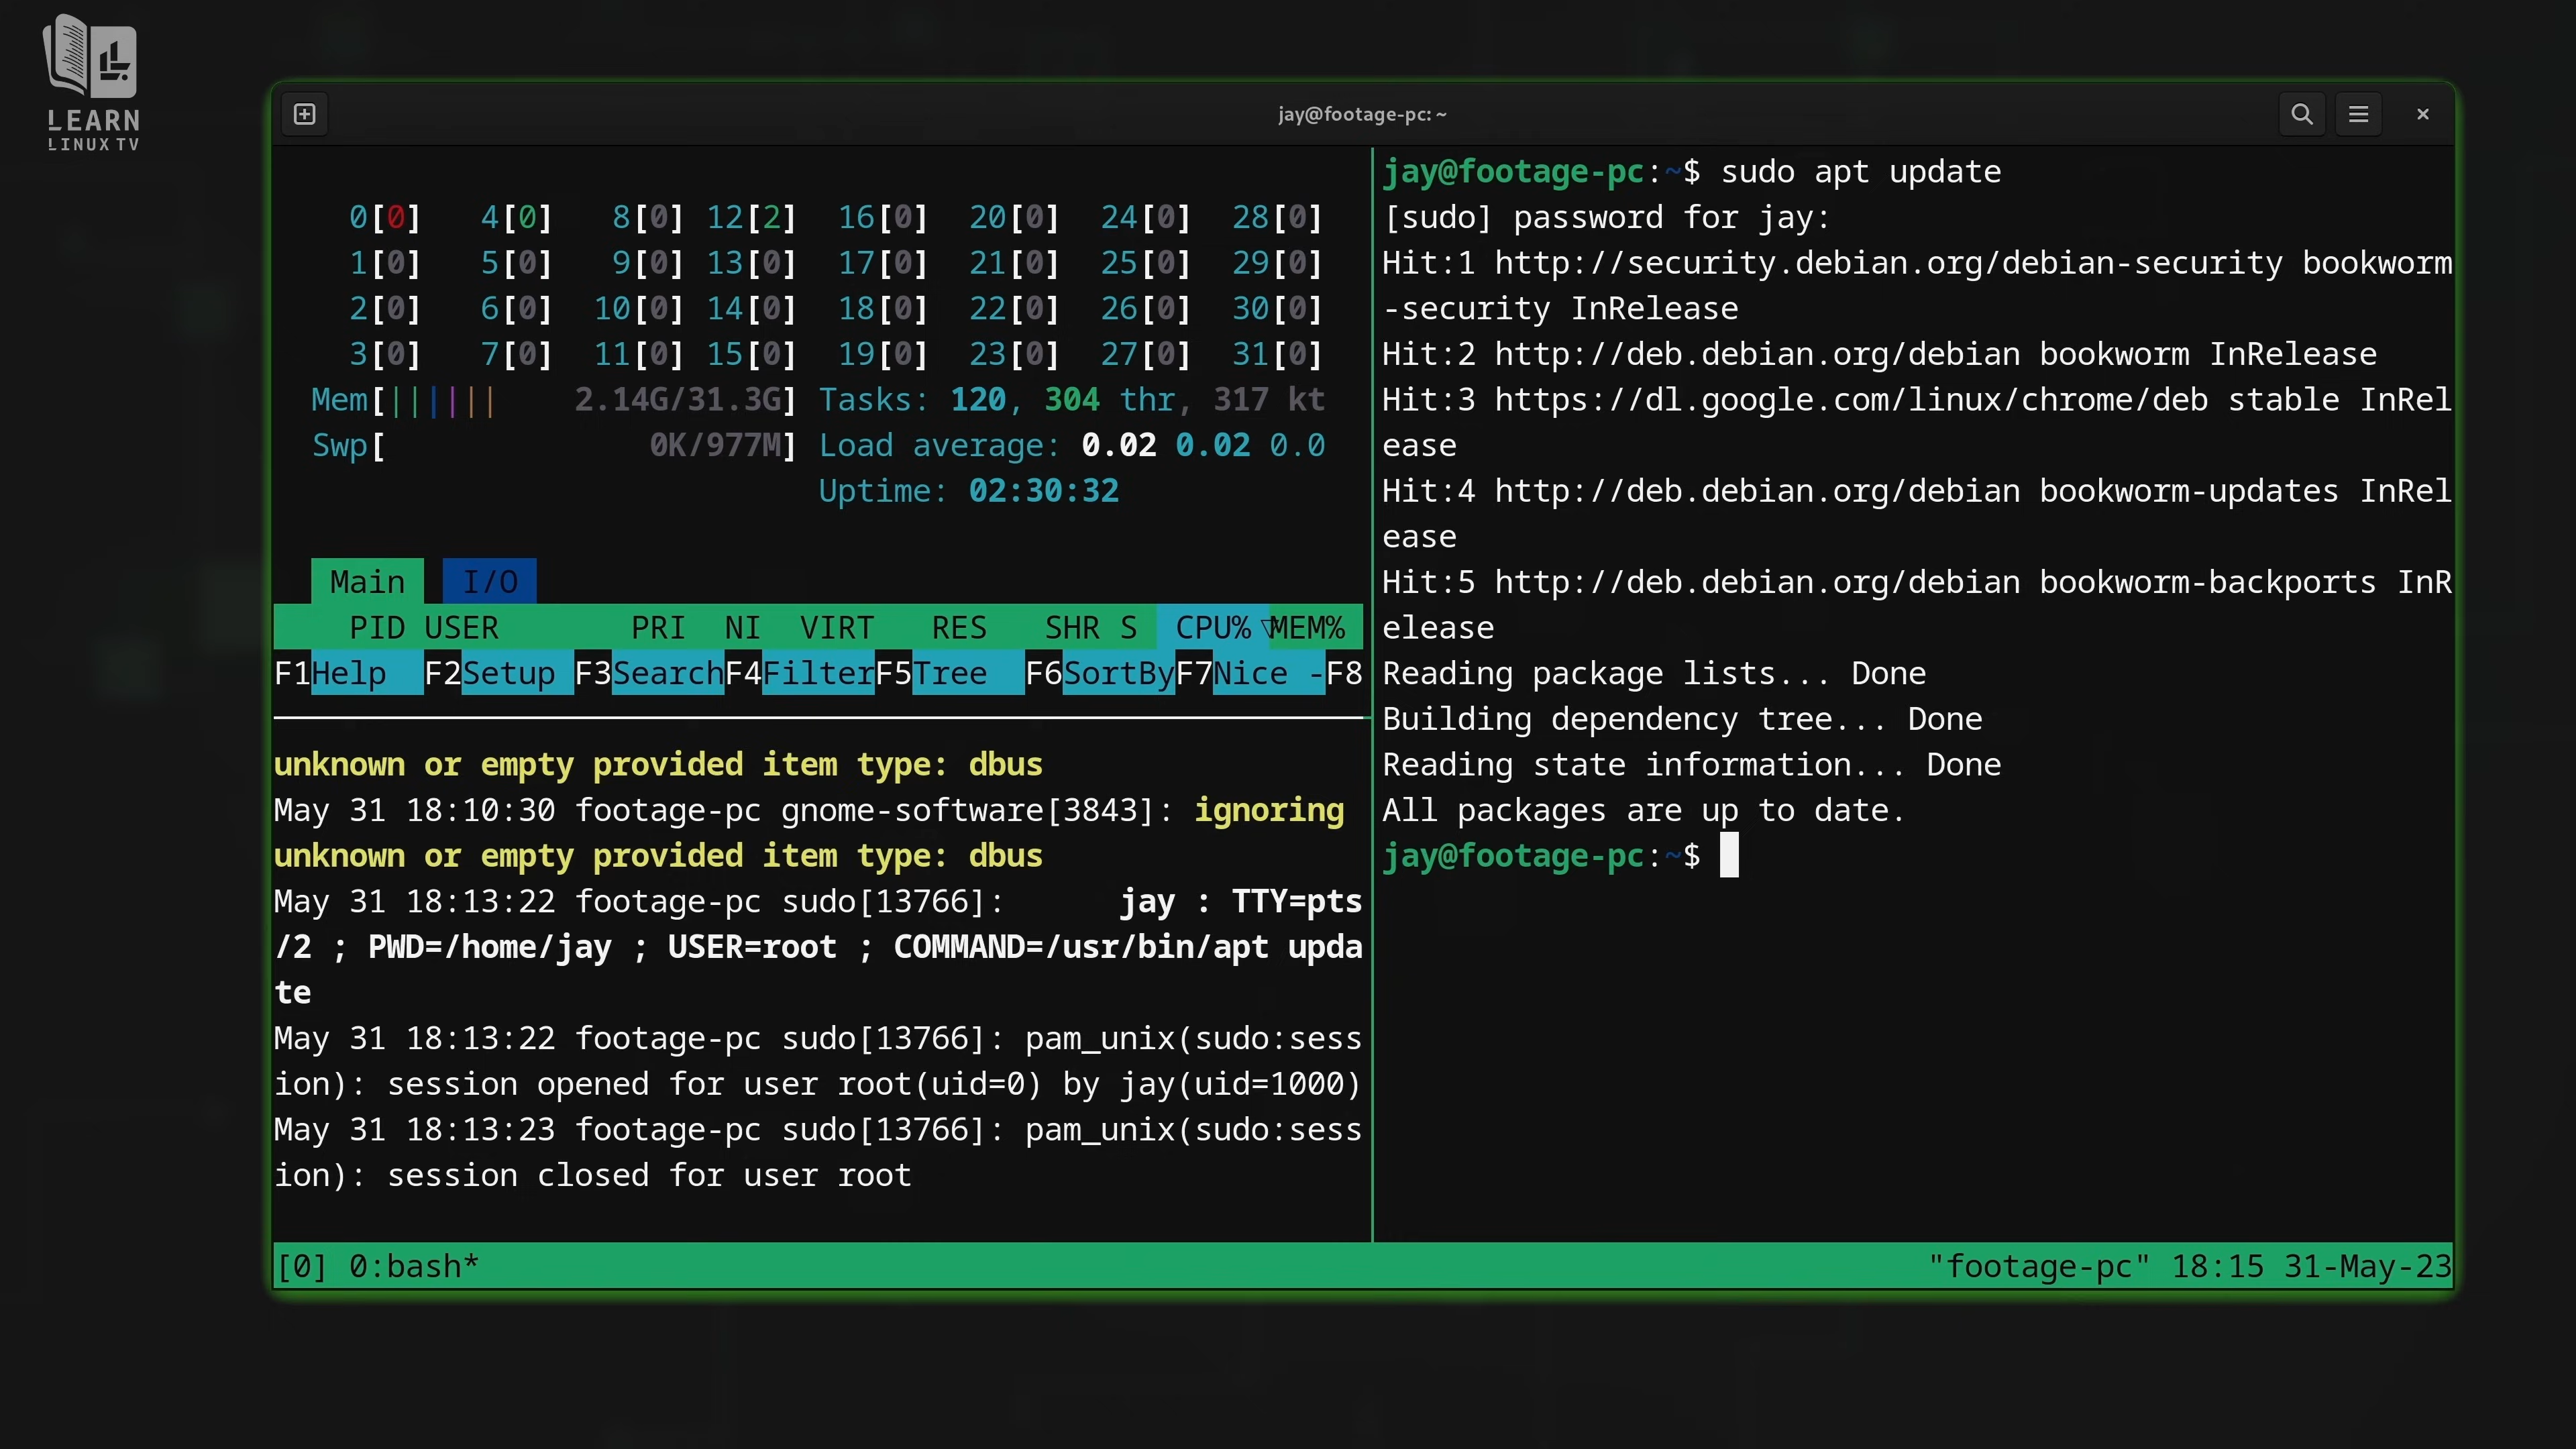 LEARN
LINUX TV
jay@footage-pc: ~
0[0] 4[0] 8[0] 12[2] 16[0] 20[0] 24[0] 28[0]
1[0] 5[0] 9[0] 13[0] 17[0] 21[0] 25[0] 29[0]
2[0] 6[0] 10[0] 14[0] 18[0] 22[0] 26[0] 30[0]
3[0] 7[0] 11[0] 15[0] 19[0] 23[0] 27[0] 31[0]
Mem[|||||| 2.14G/31.3G] Tasks: 120, 304 thr, 317 kt
Swp[ 0K/977M] Load average: 0.02 0.02 0.0
Uptime: 02:30:32
Main I/O
PID USER PRI NI VIRT RES SHR S CPU%▽MEM%
F1Help F2Setup F3SearchF4FilterF5Tree F6SortByF7Nice -F8
unknown or empty provided item type: dbus
May 31 18:10:30 footage-pc gnome-software[3843]: ignoring
unknown or empty provided item type: dbus
May 31 18:13:22 footage-pc sudo[13766]: jay : TTY=pts
/2 ; PWD=/home/jay ; USER=root ; COMMAND=/usr/bin/apt upda
te
May 31 18:13:22 footage-pc sudo[13766]: pam_unix(sudo:sess
ion): session opened for user root(uid=0) by jay(uid=1000)
May 31 18:13:23 footage-pc sudo[13766]: pam_unix(sudo:sess
ion): session closed for user root
jay@footage-pc:~$ sudo apt update
[sudo] password for jay:
Hit:1 http://security.debian.org/debian-security bookworm
-security InRelease
Hit:2 http://deb.debian.org/debian bookworm InRelease
Hit:3 https://dl.google.com/linux/chrome/deb stable InRel
ease
Hit:4 http://deb.debian.org/debian bookworm-updates InRel
ease
Hit:5 http://deb.debian.org/debian bookworm-backports InR
elease
Reading package lists... Done
Building dependency tree... Done
Reading state information... Done
All packages are up to date.
jay@footage-pc:~$
[0] 0:bash* "footage-pc" 18:15 31-May-23